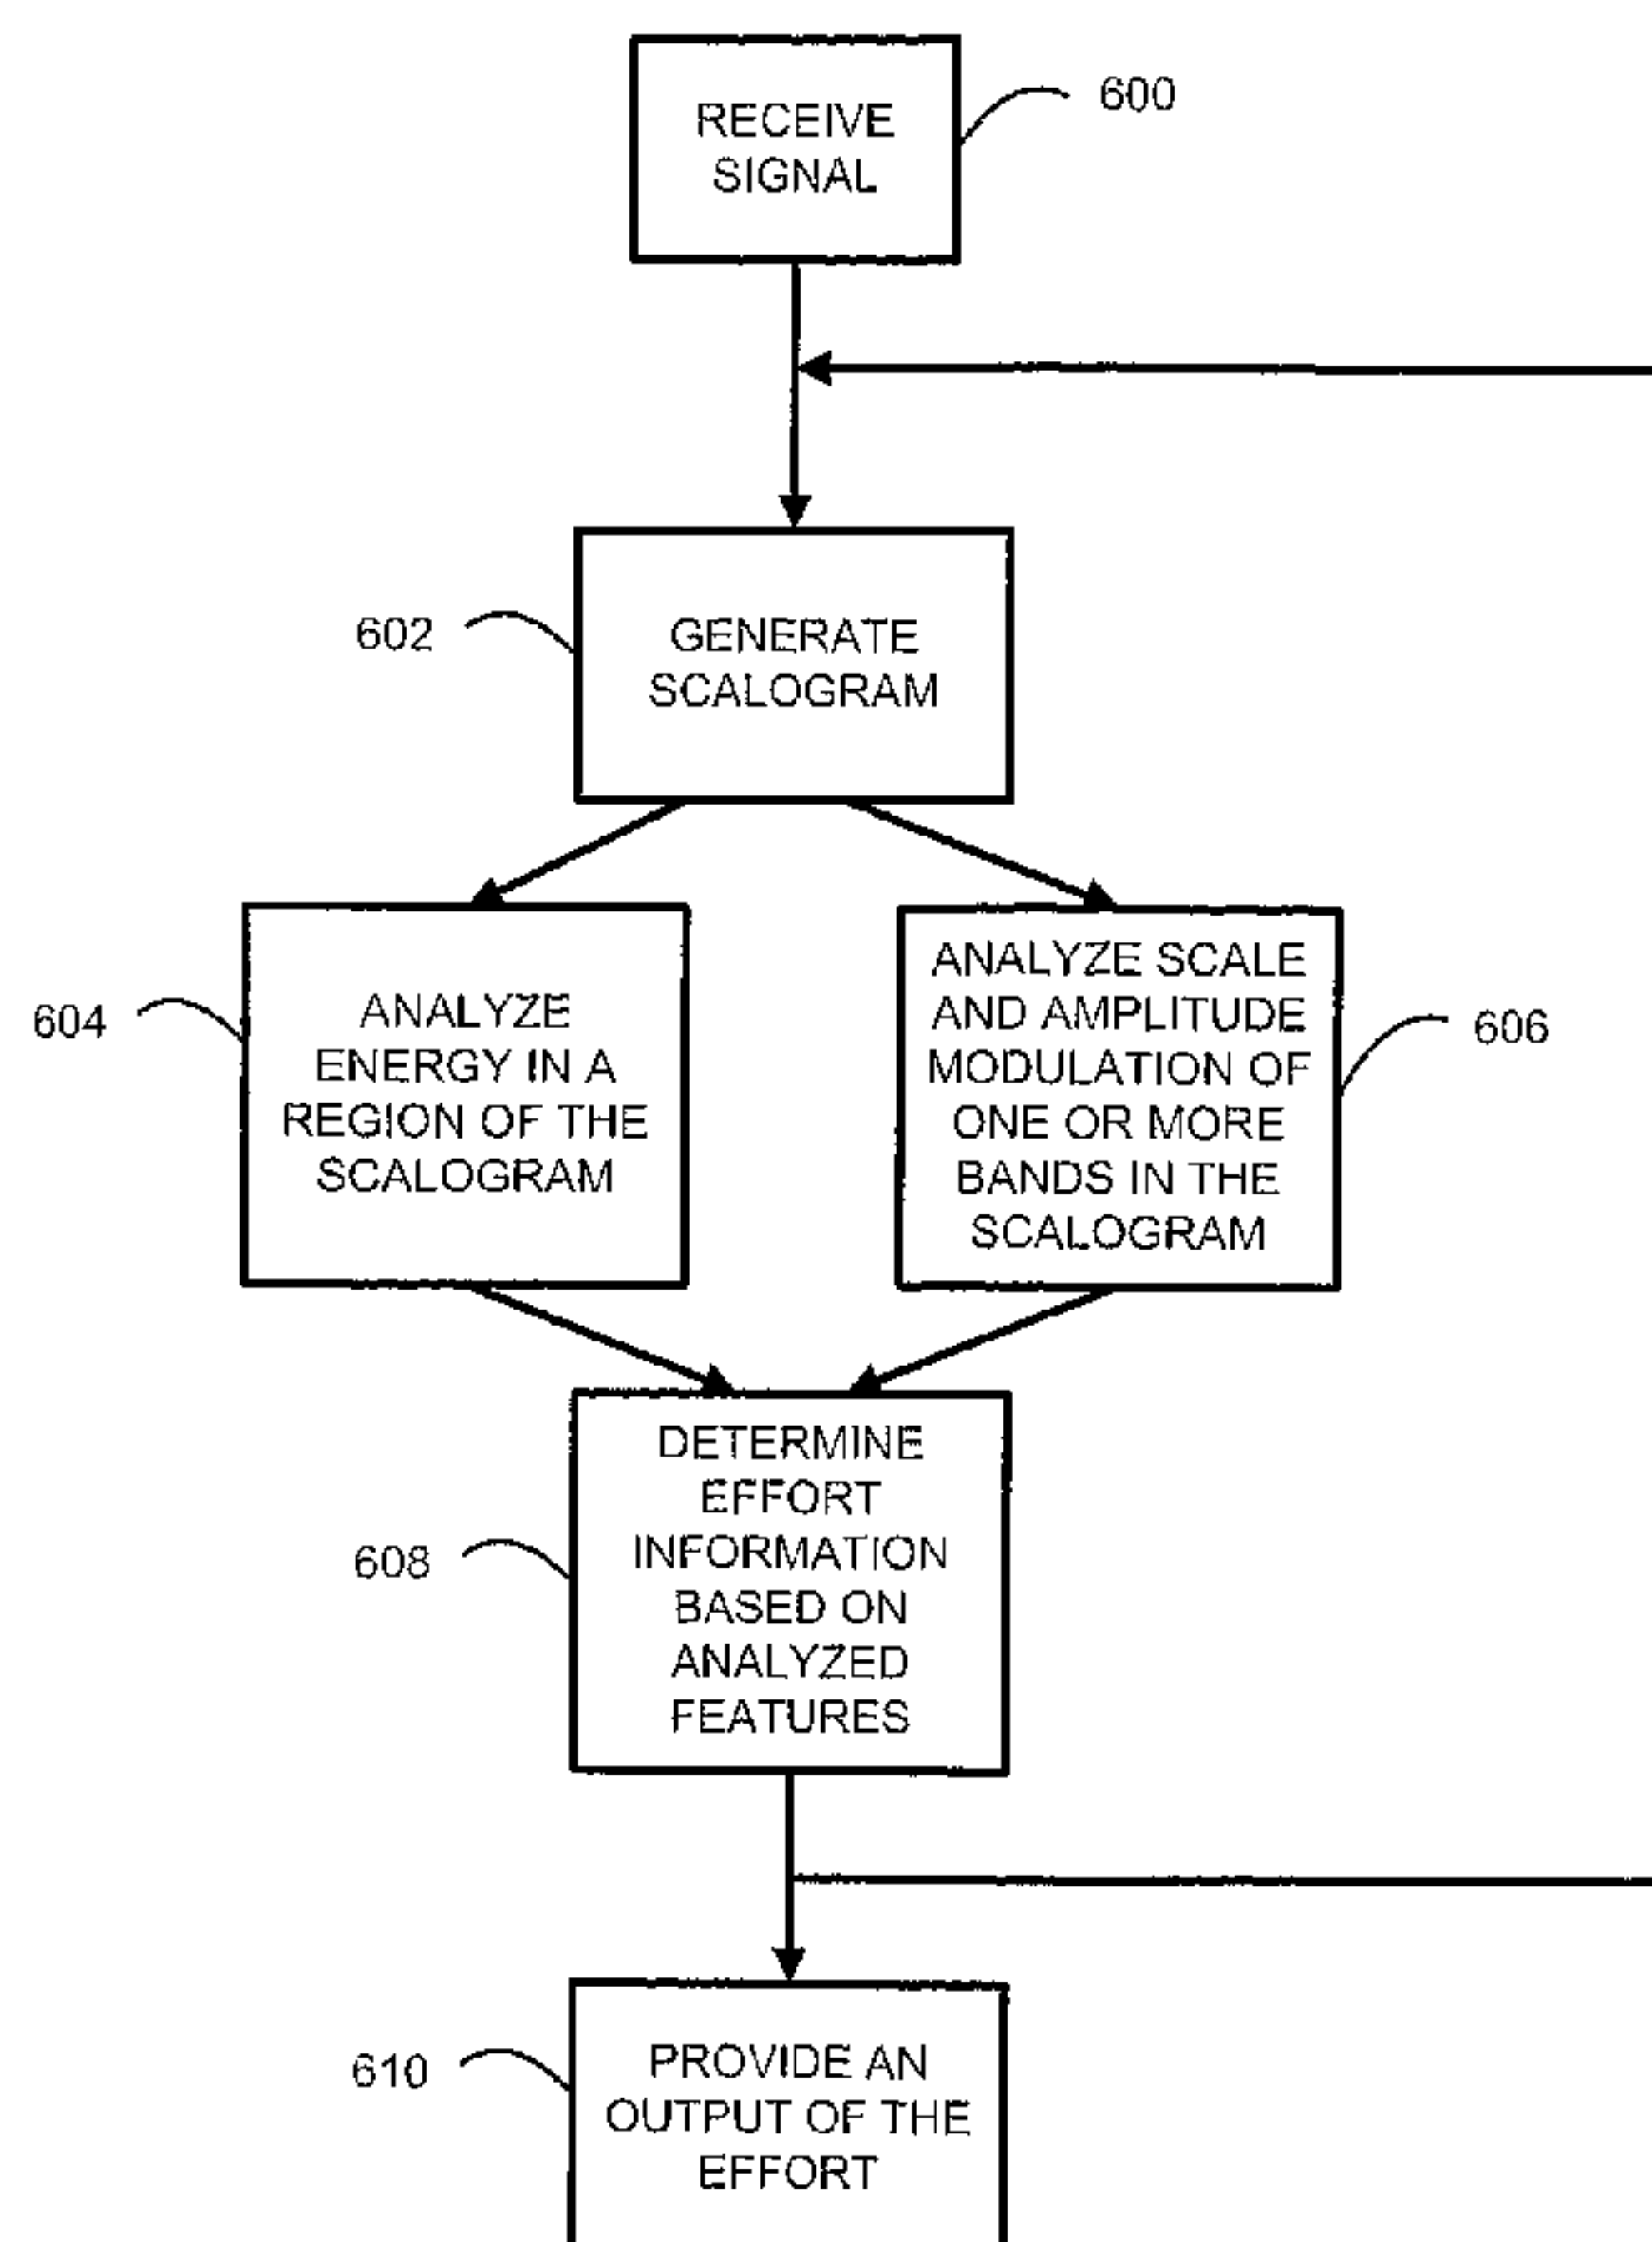 RECEIVE
SIGNAL
600
602
GENERATE
SCALOGRAM
604
ANALYZE
ENERGY IN A
REGION OF THE
SCALOGRAM
ANALYZE SCALE
AND AMPLITUDE
MODULATION OF
ONE OR MORE
BANDS IN THE
SCALOGRAM
606
608
DETERMINE
EFFORT
INFORMATION
BASED ON
ANALYZED
FEATURES
610
PROVIDE AN
OUTPUT OF THE
EFFORT